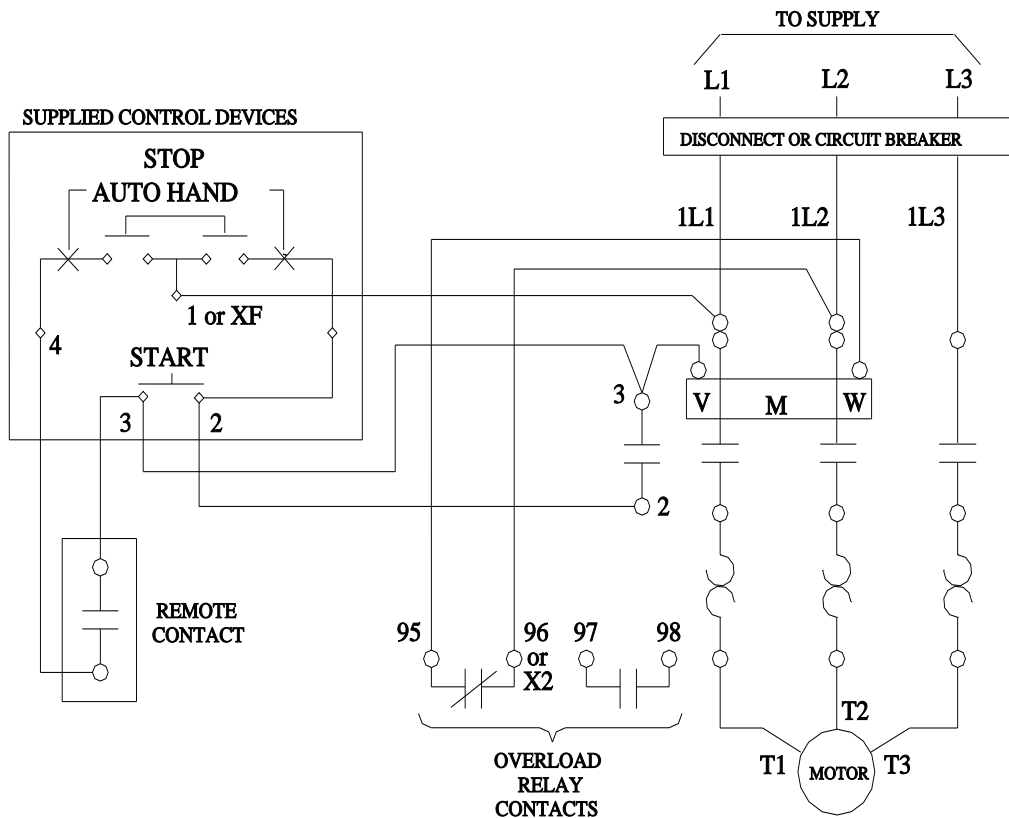 TO SUPPLY
L1 L2 L3
SUPPLIED CONTROL DEVICES
DISCONNECT OR CIRCUIT BREAKER
STOP
AUTO HAND
1L1 1L2 1L3
1 or XF
4
START
3 2
3
V M W
2
REMOTE
CONTACT
95 96 97 98
or
X2
T2
T1 MOTOR T3
OVERLOAD
RELAY
CONTACTS